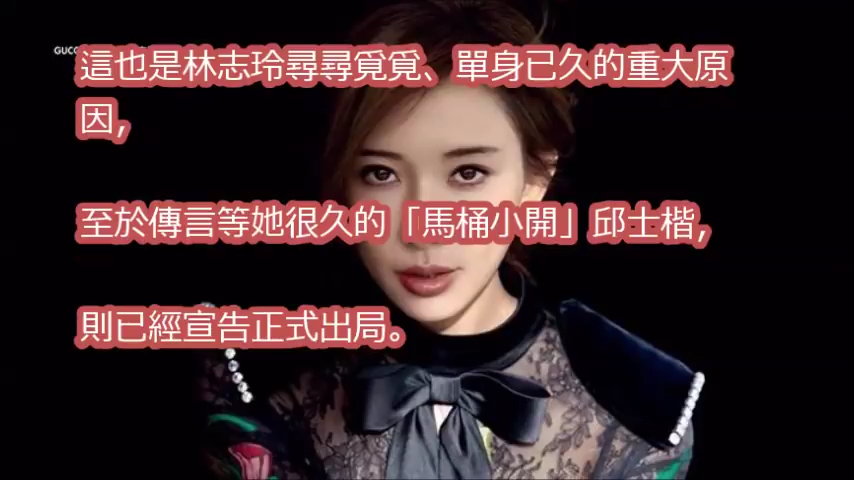 GUCC
這也是林志玲尋尋覓覓、單身已久的重大原
因，
至於傳言等她很久的「馬桶小開」邱士楷，
則已經宣告正式出局。